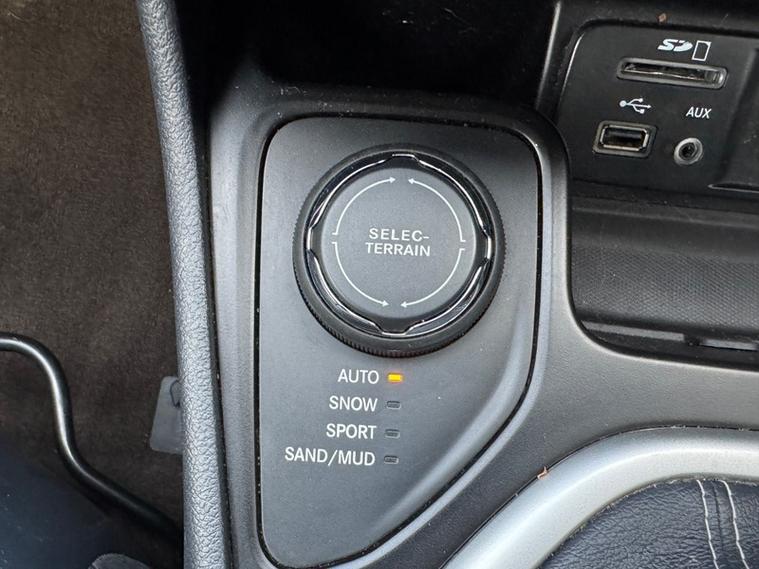 SD
AUX
SELEC-
TERRAIN
AUTO
SNOW
SPORT
SAND/MUD